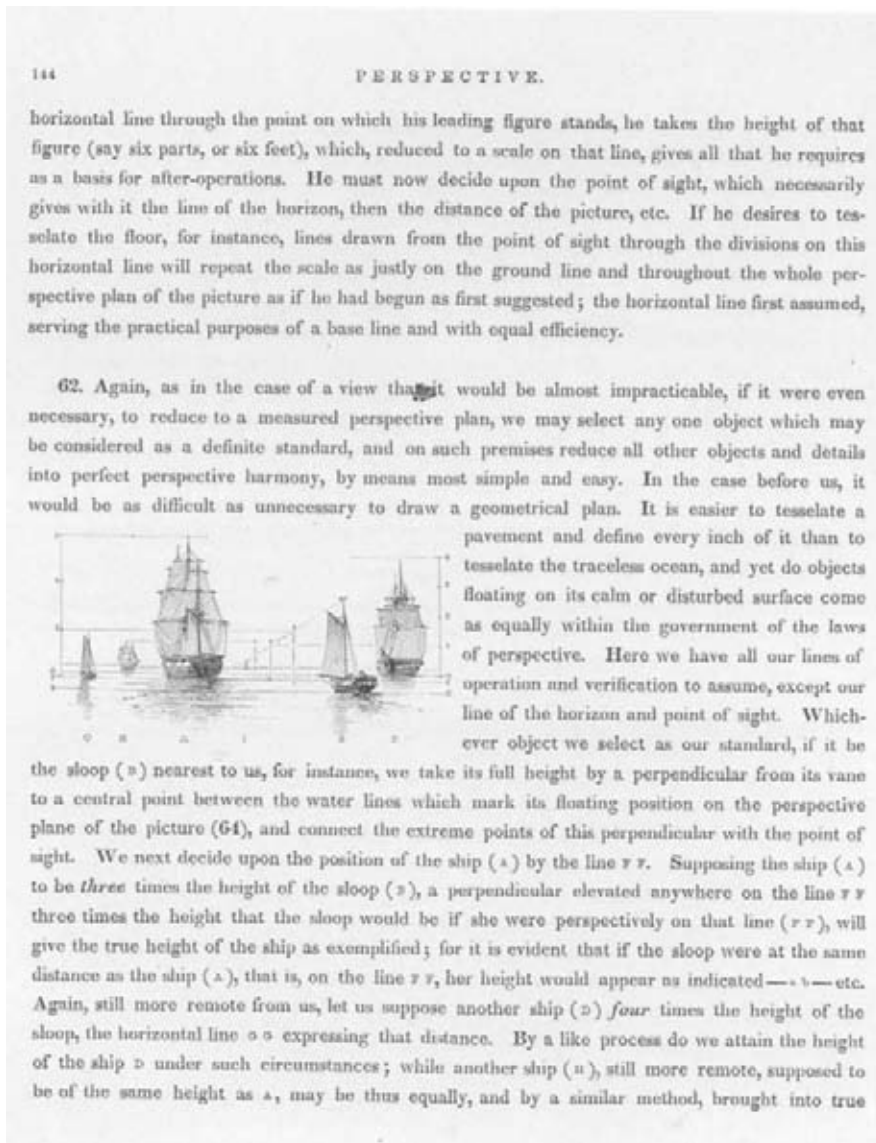 144
PERSPECTIVE.
horizontal line through the point on which his leading figure stands, he takes the height of that
figure (say six parts, or six feet), which, reduced to a scale on that line, gives all that he requires
as a basis for after-operations. He must now decide upon the point of sight, which necessarily
gives with it the line of the horizon, then the distance of the picture, etc. If he desires to tes-
selate the floor, for instance, lines drawn from the point of sight through the divisions on this
horizontal line will repeat the scale as justly on the ground line and throughout the whole per-
spective plan of the picture as if he had begun as first suggested; the horizontal line first assumed,
serving the practical purposes of a base line and with equal efficiency.
62. Again, as in the case of a view that it would be almost impracticable, if it were even
necessary, to reduce to a measured perspective plan, we may select any one object which may
be considered as a definite standard, and on such premises reduce all other objects and details
into perfect perspective harmony, by means most simple and easy. In the case before us, it
would be as difficult as unnecessary to draw a geometrical plan. It is easier to tesselate a
pavement and define every inch of it than to
tesselate the traceless ocean, and yet do objects
floating on its calm or disturbed surface come
as equally within the government of the laws
of perspective. Here we have all our lines of
operation and verification to assume, except our
line of the horizon and point of sight. Which-
ever object we select as our standard, if it be
the sloop (B) nearest to us, for instance, we take its full height by a perpendicular from its vane
to a central point between the water lines which mark its floating position on the perspective
plane of the picture (64), and connect the extreme points of this perpendicular with the point of
sight. We next decide upon the position of the ship (A) by the line F F. Supposing the ship (A)
to be three times the height of the sloop (B), a perpendicular elevated anywhere on the line F F
three times the height that the sloop would be if she were perspectively on that line (F F), will
give the true height of the ship as exemplified; for it is evident that if the sloop were at the same
distance as the ship (A), that is, on the line F F, her height would appear as indicated—a b—etc.
Again, still more remote from us, let us suppose another ship (D) four times the height of the
sloop, the horizontal line G G expressing that distance. By a like process do we attain the height
of the ship D under such circumstances; while another ship (H), still more remote, supposed to
be of the same height as A, may be thus equally, and by a similar method, brought into true